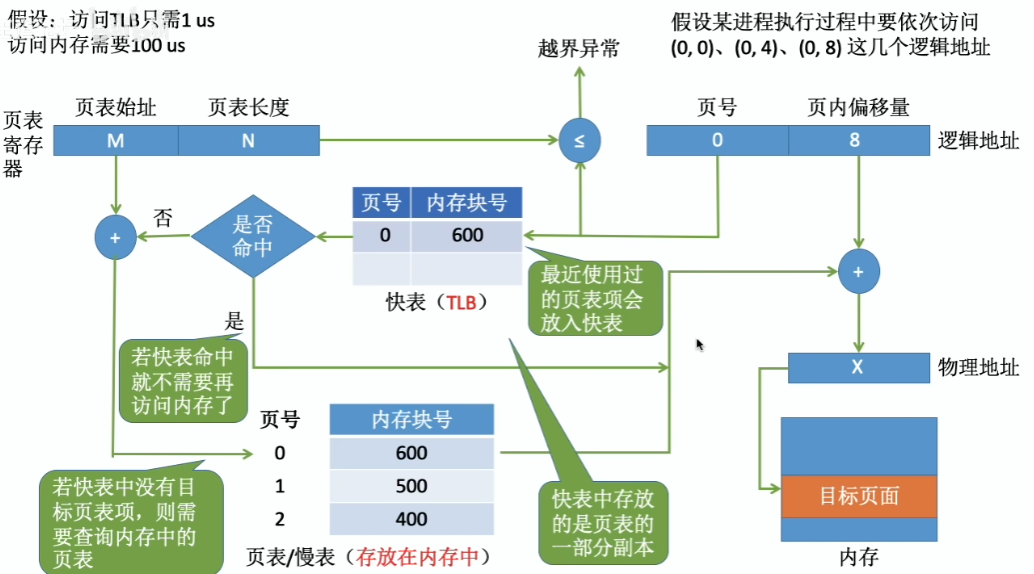 假设：访问TLB只需1 us
访问内存需要100 us
假设某进程执行过程中要依次访问
(0, 0)、(0, 4)、(0, 8) 这几个逻辑地址
越界异常
页表始址
页表长度
页号
页内偏移量
页表
寄存
器
M
N
≤
0
8
逻辑地址
页号
内存块号
0
600
否
是否
命中
+
+
快表（TLB）
最近使用过
的页表项会
放入快表
是
若快表命中
就不需要再
访问内存了
X
物理地址
页号
内存块号
0
600
1
500
2
400
目标页面
若快表中没有目
标页表项，则需
要查询内存中的
页表
快表中存放
的是页表的
一部分副本
页表/慢表（存放在内存中）
内存